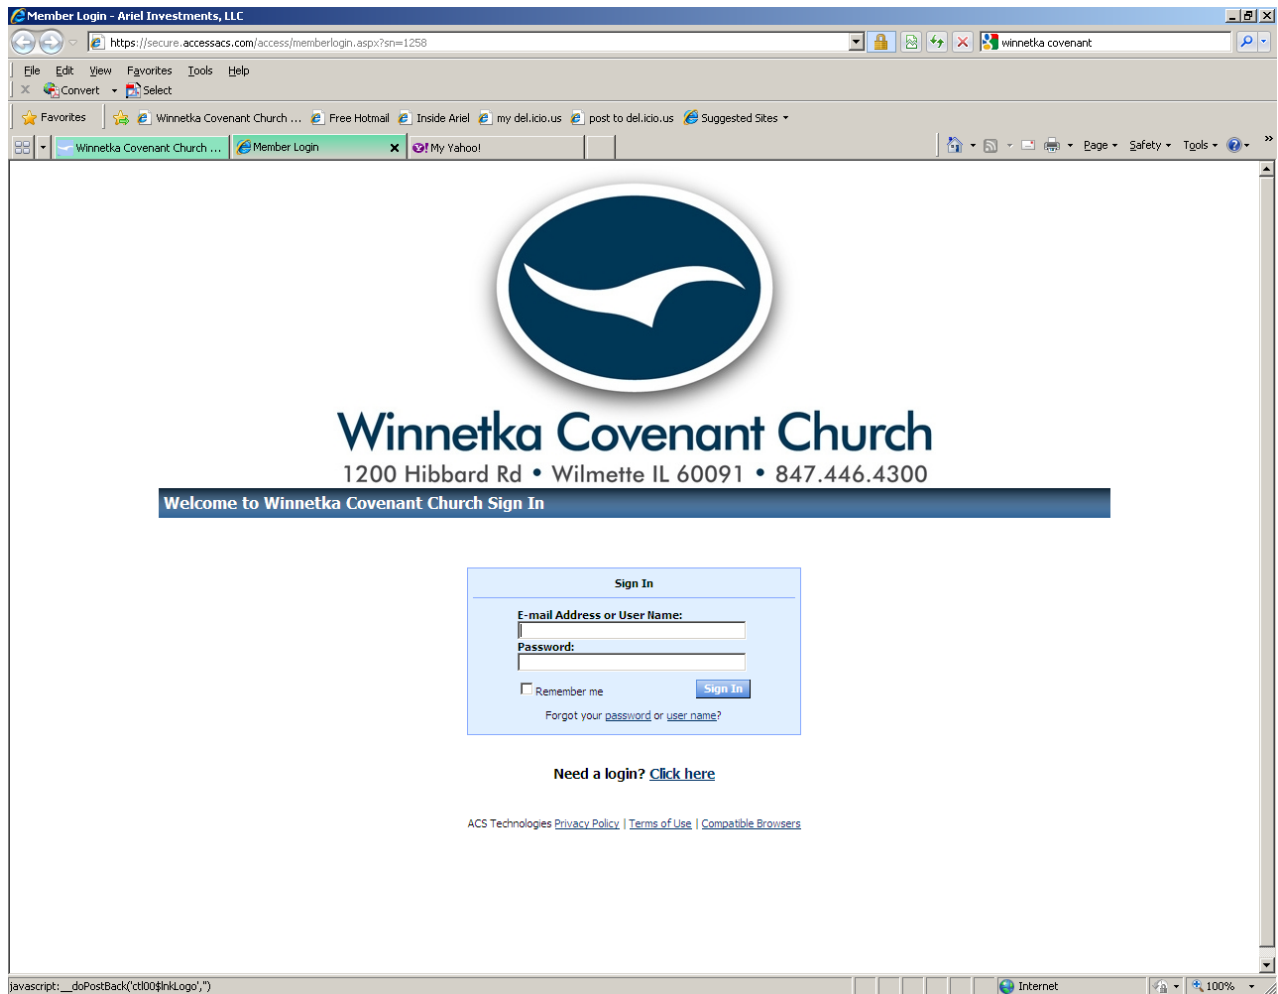 Member Login - Ariel Investments, LLC
https://secure.accessacs.com/access/memberlogin.aspx?sn=1258
winnetka covenant
File Edit View Favorites Tools Help
x Convert Select
Favorites Winnetka Covenant Church ... Free Hotmail Inside Ariel my del.icio.us post to del.icio.us Suggested Sites
Winnetka Covenant Church ... Member Login x Y! My Yahoo! Page Safety Tools »
Winnetka Covenant Church
1200 Hibbard Rd • Wilmette IL 60091 • 847.446.4300
Welcome to Winnetka Covenant Church Sign In
Sign In
E-mail Address or User Name:
Password:
Remember me Sign In
Forgot your password or user name?
Need a login? Click here
ACS Technologies Privacy Policy | Terms of Use | Compatible Browsers
javascript:__doPostBack('ctl00$lnkLogo','') Internet 100%